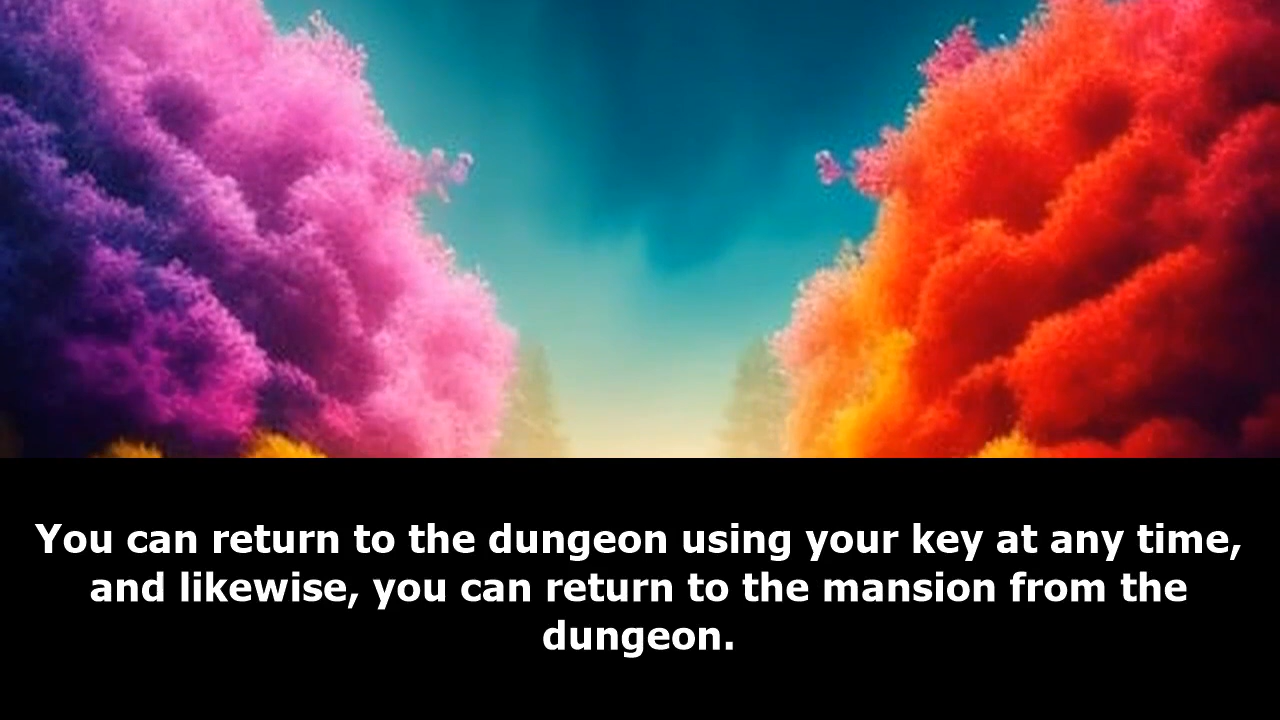 You can return to the dungeon using your key at any time,
and likewise, you can return to the mansion from the
dungeon.